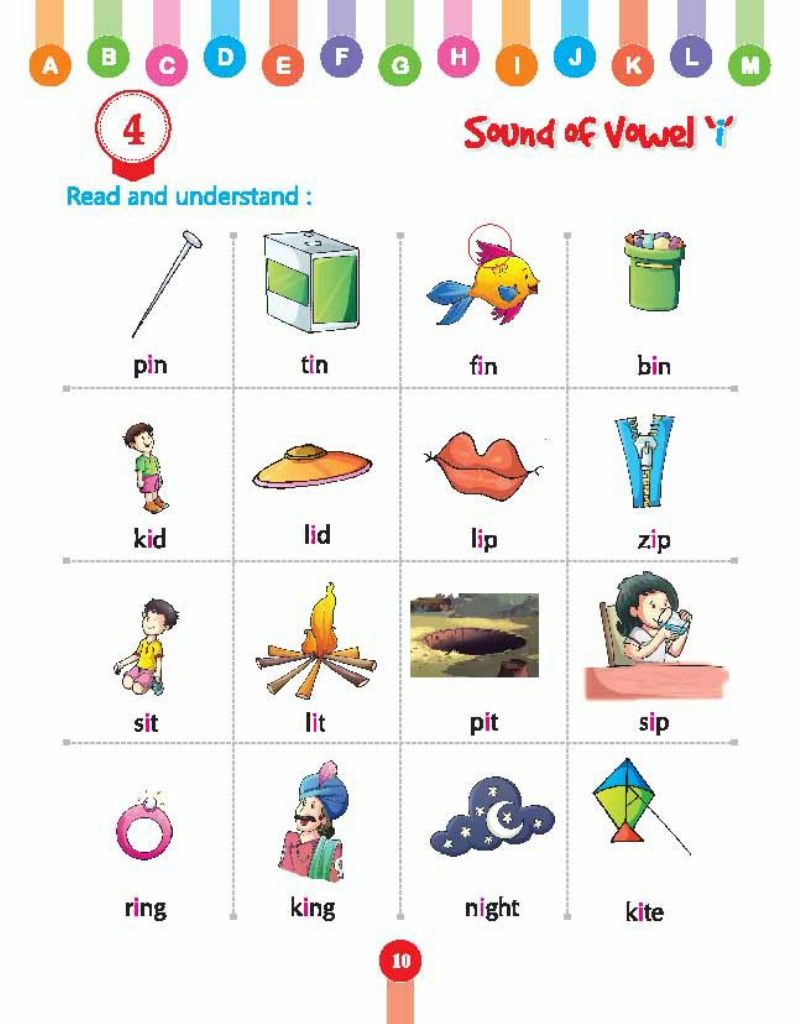 A B C D E F G H I J K L M
4
Sound of Vowel 'i'
Read and understand :
pin tin fin bin
kid lid lip zip
sit lit pit sip
ring king night kite
10